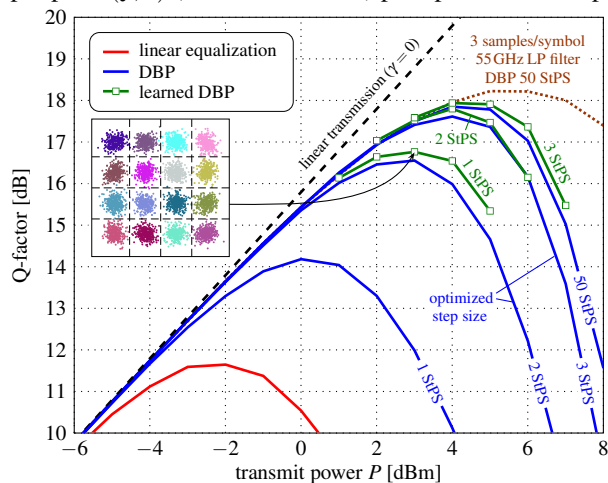 20
19
18
17
16
15
14
13
12
11
10
Q-factor [dB]
−6
−4
−2
0
2
4
6
8
transmit power P [dBm]
linear equalization
DBP
learned DBP
linear transmission (γ = 0)
3 samples/symbol
55 GHz LP filter
DBP 50 StPS
2 StPS
1 StPS
3 StPS
optimized
step size
1 StPS
2 StPS
3 StPS
50 StPS